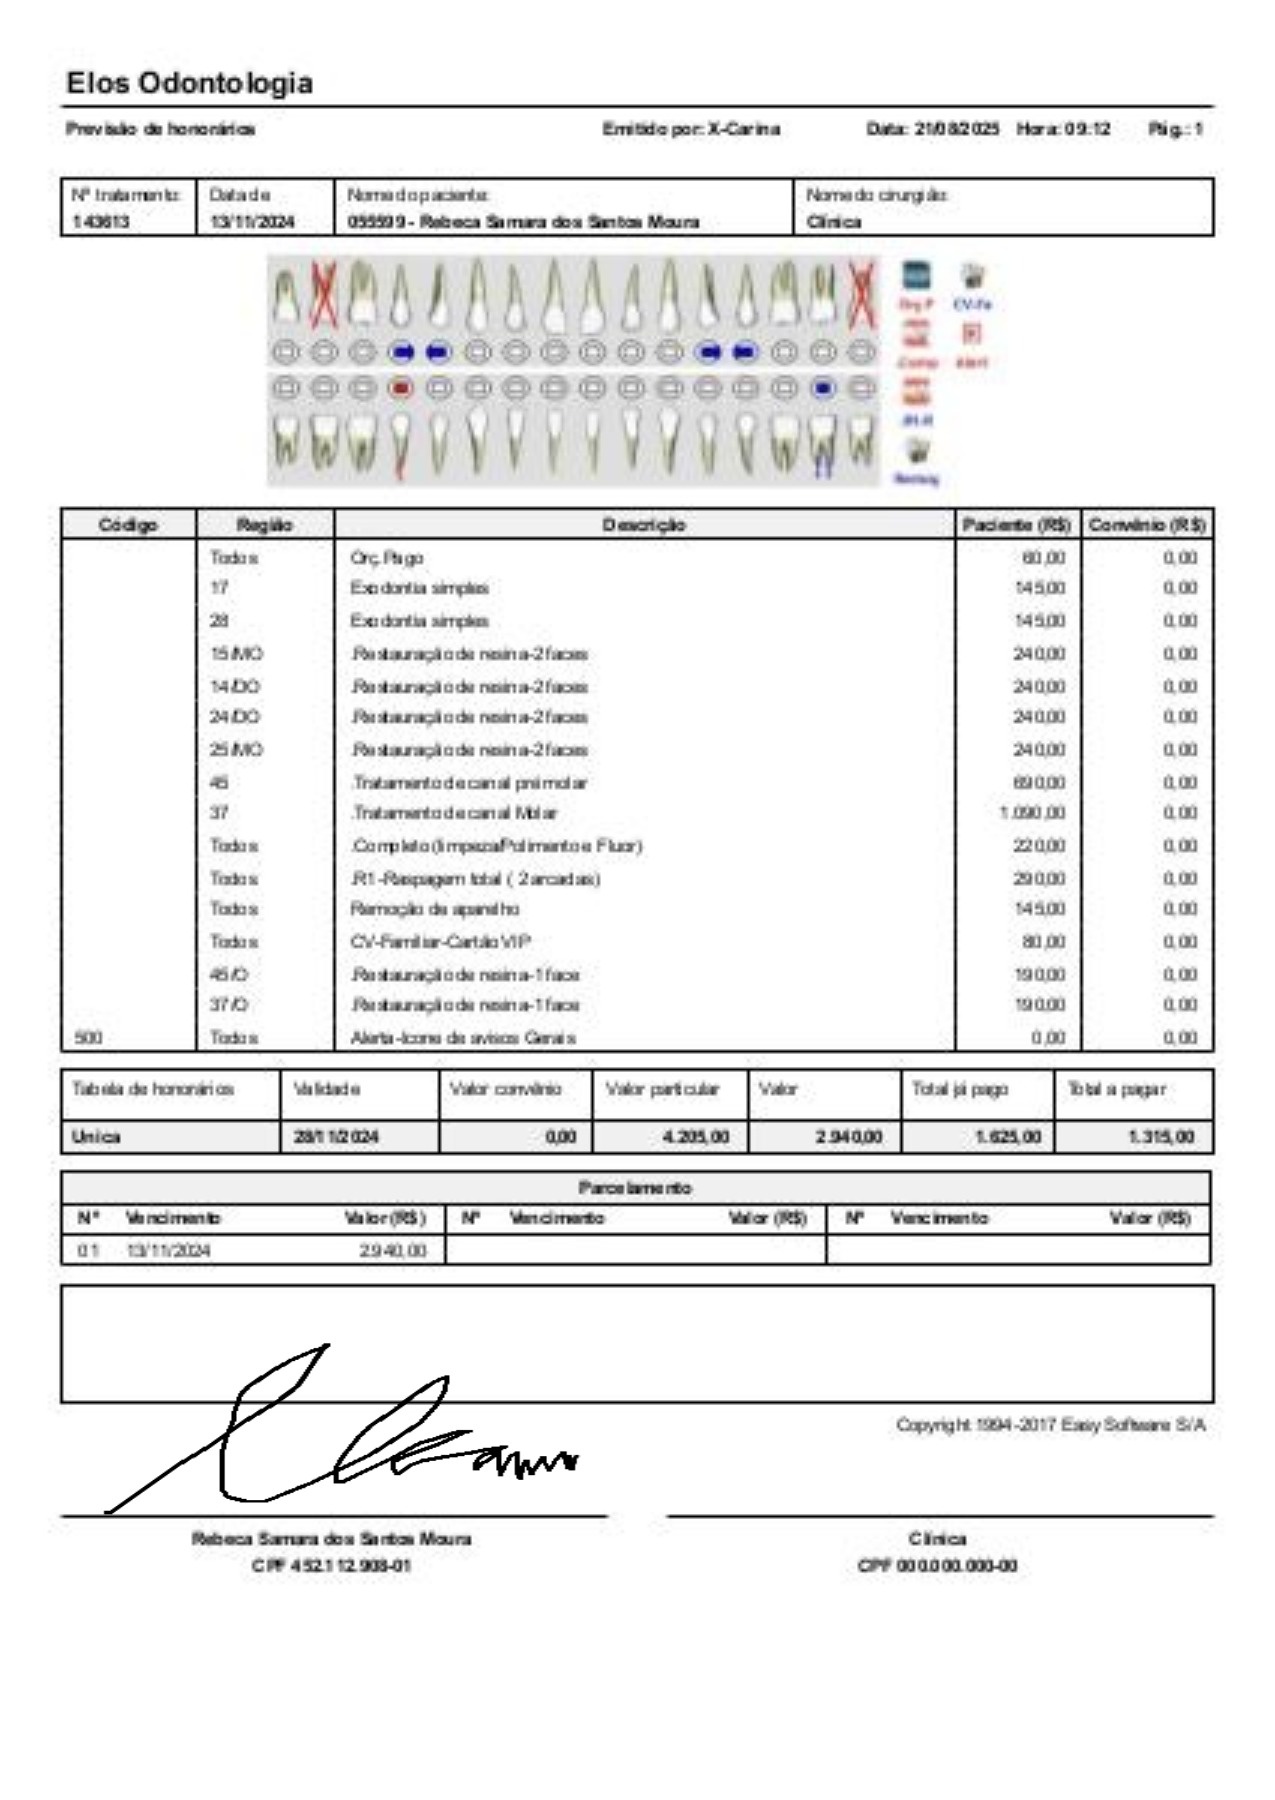 Elos Odontologia
Previsão de honorários Emitido por: X-Carina Data: 21/08/2025 Hora: 09:12 Pág.: 1
Nº tratamento: Data de Nome do paciente: Nome do cirurgião:
143613 13/11/2024 055599 - Rebeca Samara dos Santos Moura Clínica
Orç.P CV-Fa
Comp Alert
.R1-R
Remoç
Código Região Descrição Paciente (R$) Convênio (R$)
Todos Orç.Pago 60,00 0,00
17 Exodontia simples 145,00 0,00
28 Exodontia simples 145,00 0,00
15/MO .Restauração de resina-2 faces 240,00 0,00
14/DO .Restauração de resina-2 faces 240,00 0,00
24/DO .Restauração de resina-2 faces 240,00 0,00
25/MO .Restauração de resina-2 faces 240,00 0,00
45 .Tratamento de canal prémolar 690,00 0,00
37 .Tratamento de canal Molar 1.090,00 0,00
Todos .Completo (limpeza/Polimento e Fluor) 220,00 0,00
Todos .R1-Raspagem total ( 2 arcadas) 290,00 0,00
Todos Remoção de aparelho 145,00 0,00
Todos CV-Familiar-Cartão VIP 80,00 0,00
45/O .Restauração de resina-1 face 190,00 0,00
37/O .Restauração de resina-1 face 190,00 0,00
500 Todos Alerta-Icone de avisos Gerais 0,00 0,00
Tabela de honorários Validade Valor convênio Valor particular Valor Total já pago Total a pagar
Unica 28/11/2024 0,00 4.205,00 2.940,00 1.625,00 1.315,00
Parcelamento
Nº Vencimento Valor (R$) Nº Vencimento Valor (R$) Nº Vencimento Valor (R$)
01 13/11/2024 2.940,00
Copyright 1994-2017 Easy Software S/A
Rebeca Samara dos Santos Moura Clínica
CPF 452.112.908-01 CPF 000.000.000-00